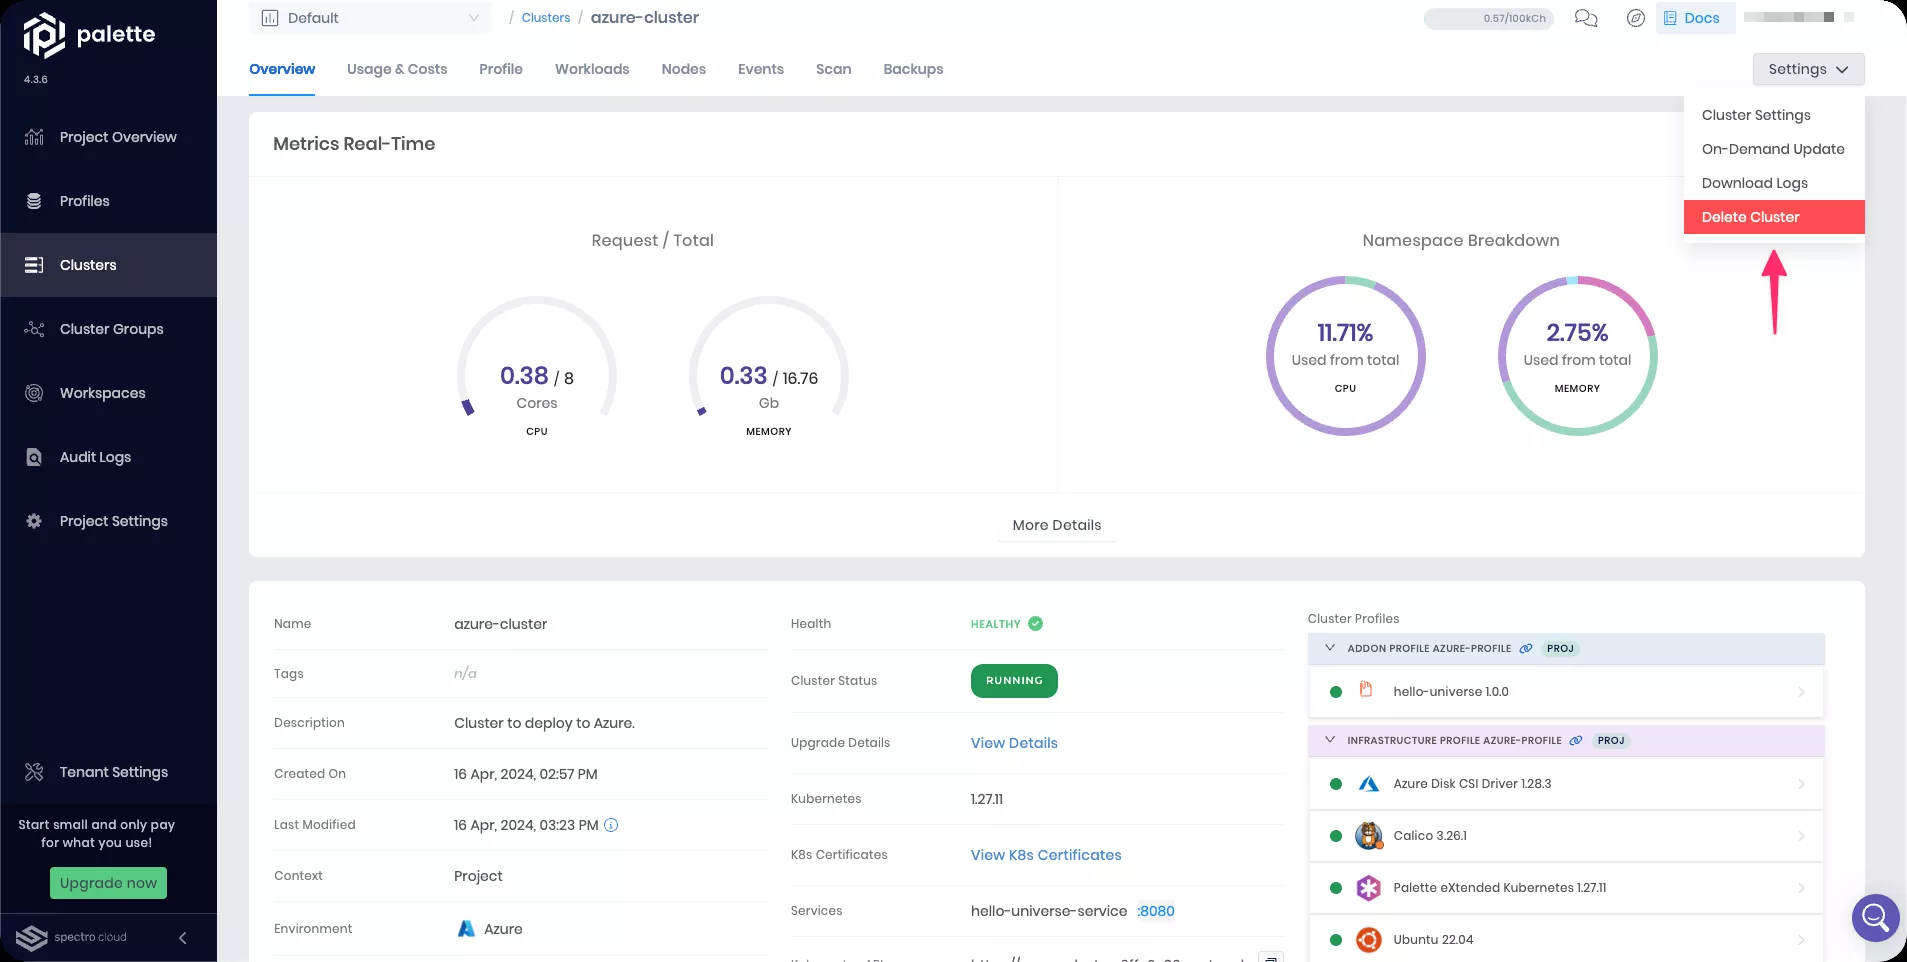 palette
4.3.6
Project Overview
Profiles
Clusters
Cluster Groups
Workspaces
Audit Logs
Project Settings
Tenant Settings
Start small and only pay
for what you use!
Upgrade now
spectro cloud
Default
/ Clusters / azure-cluster
0.57/100kCh
Docs
Overview
Usage & Costs
Profile
Workloads
Nodes
Events
Scan
Backups
Settings
Cluster Settings
On-Demand Update
Download Logs
Delete Cluster
Metrics Real-Time
Request / Total
0.38 / 8
Cores
CPU
0.33 / 16.76
Gb
MEMORY
Namespace Breakdown
11.71%
Used from total
CPU
2.75%
Used from total
MEMORY
More Details
Name azure-cluster
Tags n/a
Description Cluster to deploy to Azure.
Created On 16 Apr, 2024, 02:57 PM
Last Modified 16 Apr, 2024, 03:23 PM
Context Project
Environment Azure
Health HEALTHY
Cluster Status RUNNING
Upgrade Details View Details
Kubernetes 1.27.11
K8s Certificates View K8s Certificates
Services hello-universe-service :8080
Cluster Profiles
ADDON PROFILE AZURE-PROFILE PROJ
hello-universe 1.0.0
INFRASTRUCTURE PROFILE AZURE-PROFILE PROJ
Azure Disk CSI Driver 1.28.3
Calico 3.26.1
Palette eXtended Kubernetes 1.27.11
Ubuntu 22.04